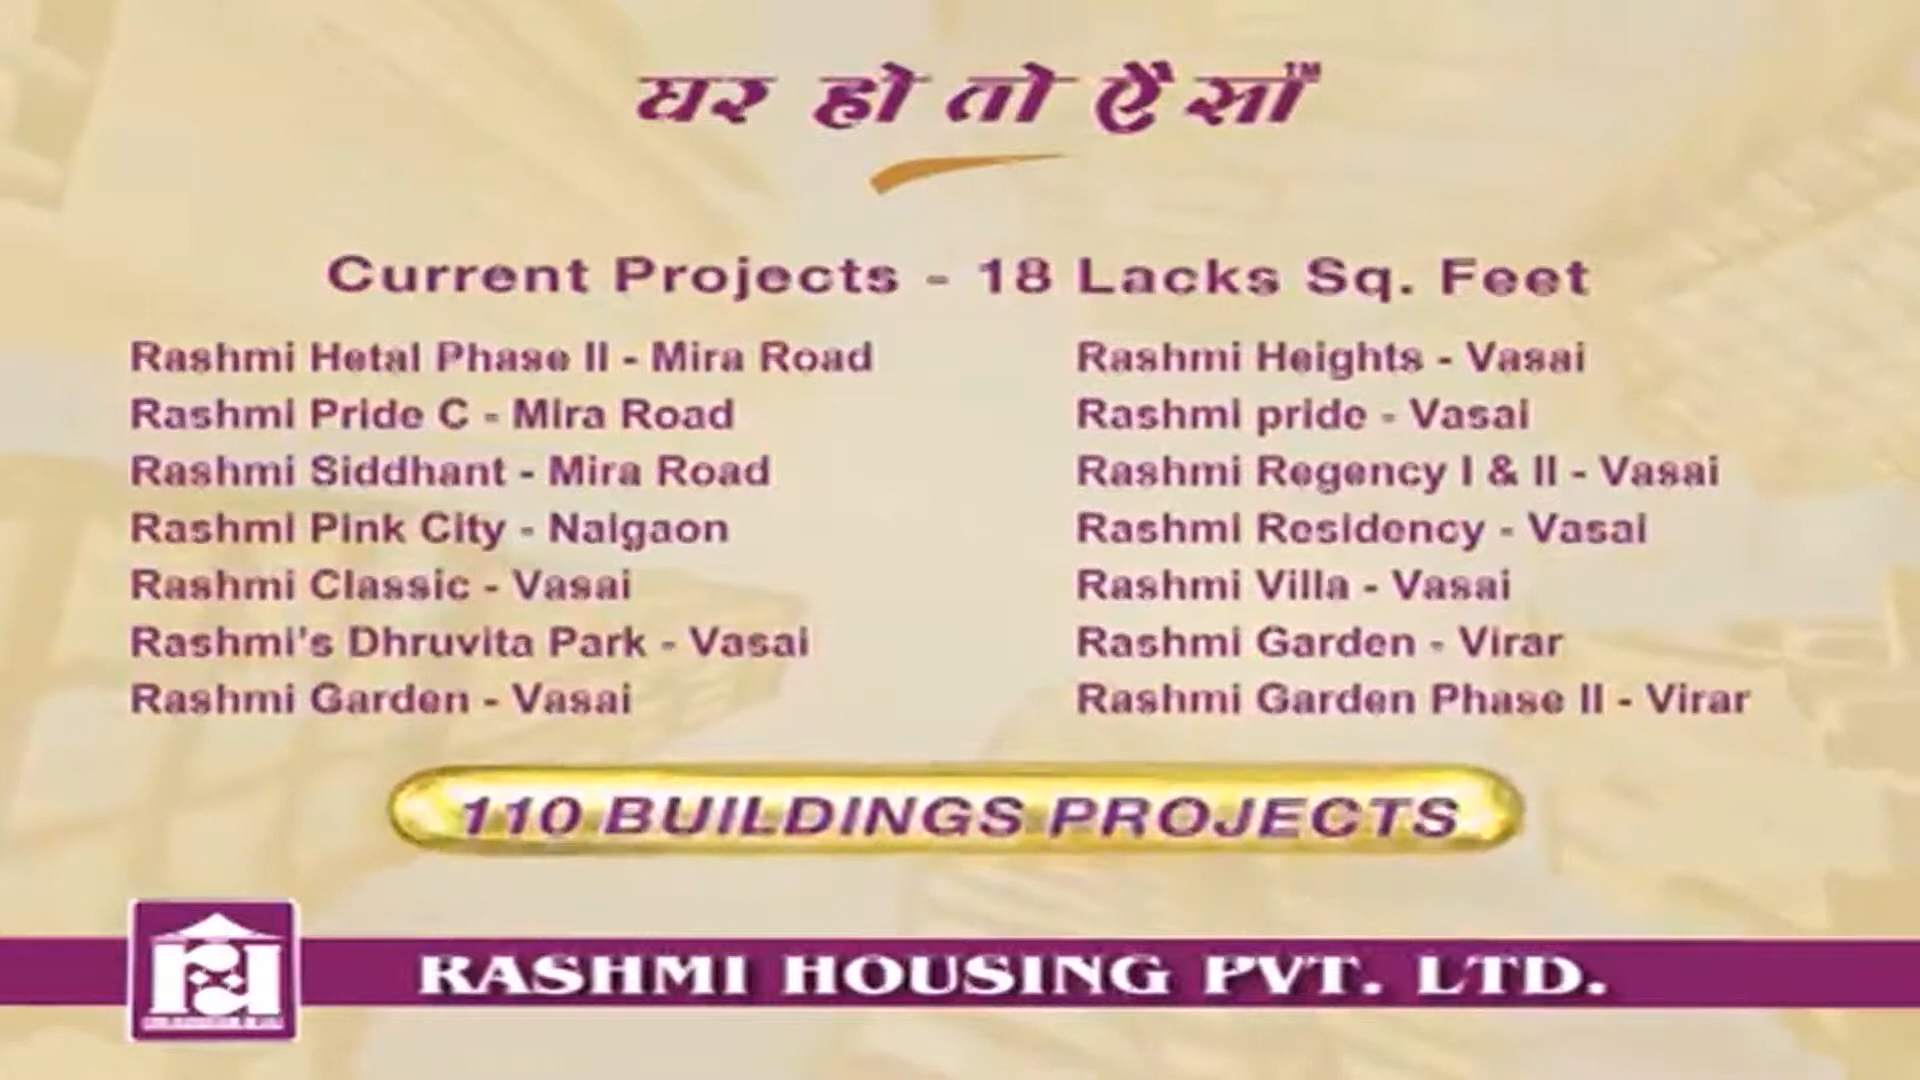 घर हो तो ऐसा™
Current Projects - 18 Lacks Sq. Feet
Rashmi Hetal Phase II - Mira Road
Rashmi Pride C - Mira Road
Rashmi Siddhant - Mira Road
Rashmi Pink City - Naigaon
Rashmi Classic - Vasai
Rashmi's Dhruvita Park - Vasai
Rashmi Garden - Vasai
Rashmi Heights - Vasai
Rashmi pride - Vasai
Rashmi Regency I & II - Vasai
Rashmi Residency - Vasai
Rashmi Villa - Vasai
Rashmi Garden - Virar
Rashmi Garden Phase II - Virar
110 BUILDINGS PROJECTS
RASHMI HOUSING PVT. LTD.